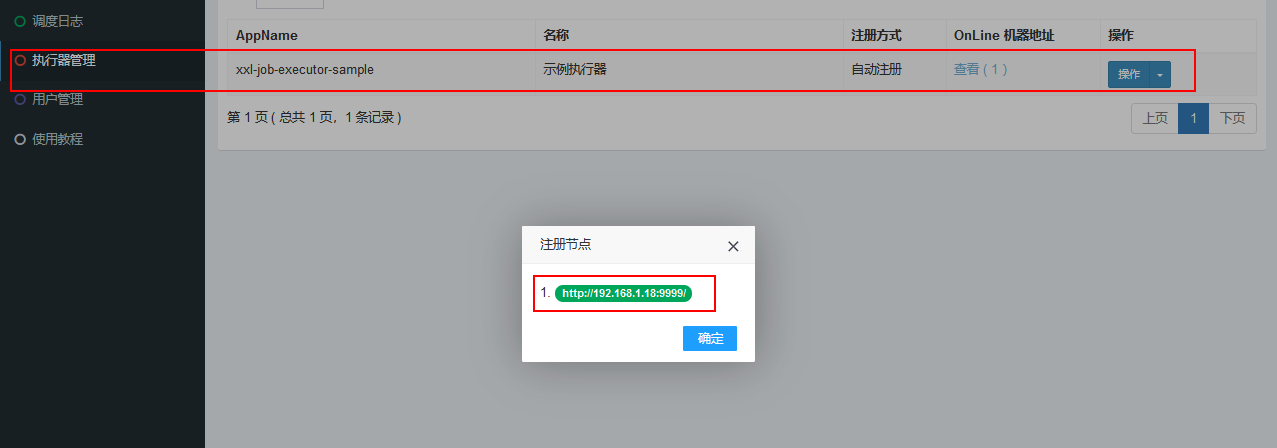 调度日志
执行器管理
用户管理
使用教程
AppName 名称 注册方式 OnLine 机器地址 操作
xxl-job-executor-sample 示例执行器 自动注册 查看 ( 1 ) 操作
第 1 页 ( 总共 1 页，1 条记录 ) 上页 1 下页
注册节点
1. http://192.168.1.18:9999/
确定